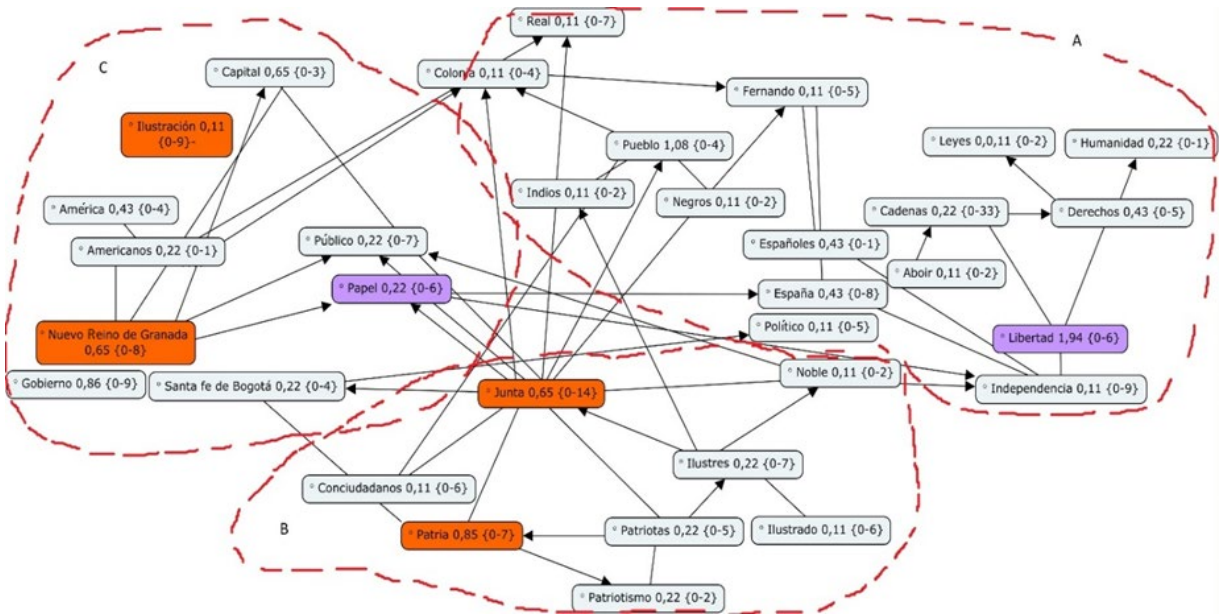 Real 0,11 {0-7}
A
C
Capital 0,65 {0-3}
Colonia 0,11 {0-4}
Fernando 0,11 {0-5}
Ilustración 0,11
{0-9}-
Pueblo 1,08 {0-4}
Leyes 0,0,11 {0-2}
Humanidad 0,22 {0-1}
Indios 0,11 {0-2}
Negros 0,11 {0-2}
América 0,43 {0-4}
Cadenas 0,22 {0-33}
Derechos 0,43 {0-5}
Americanos 0,22 {0-1}
Público 0,22 {0-7}
Españoles 0,43 {0-1}
Aboir 0,11 {0-2}
Papel 0,22 {0-6}
España 0,43 {0-8}
Político 0,11 {0-5}
Nuevo Reino de Granada
0,65 {0-8}
Libertad 1,94 {0-6}
Gobierno 0,86 {0-9}
Santa fe de Bogotá 0,22 {0-4}
Junta 0,65 {0-14}
Noble 0,11 {0-2}
Independencia 0,11 {0-9}
Ilustres 0,22 {0-7}
Conciudadanos 0,11 {0-6}
B
Patria 0,85 {0-7}
Patriotas 0,22 {0-5}
Ilustrado 0,11 {0-6}
Patriotismo 0,22 {0-2}